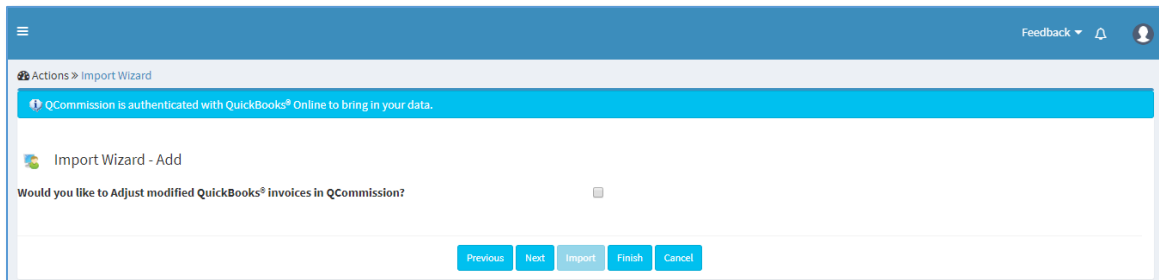 Feedback
Actions » Import Wizard
QCommission is authenticated with QuickBooks® Online to bring in your data.
Import Wizard - Add
Would you like to Adjust modified QuickBooks® invoices in QCommission?
Previous Next Import Finish Cancel